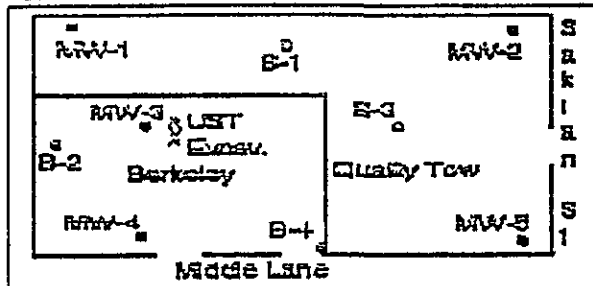 MW-1
B-1
MW-2
MW-3
UST
B-3
B-2
Excav.
Berkeley
Quality Tow
MW-4
B-4
MW-5
Middle Lane